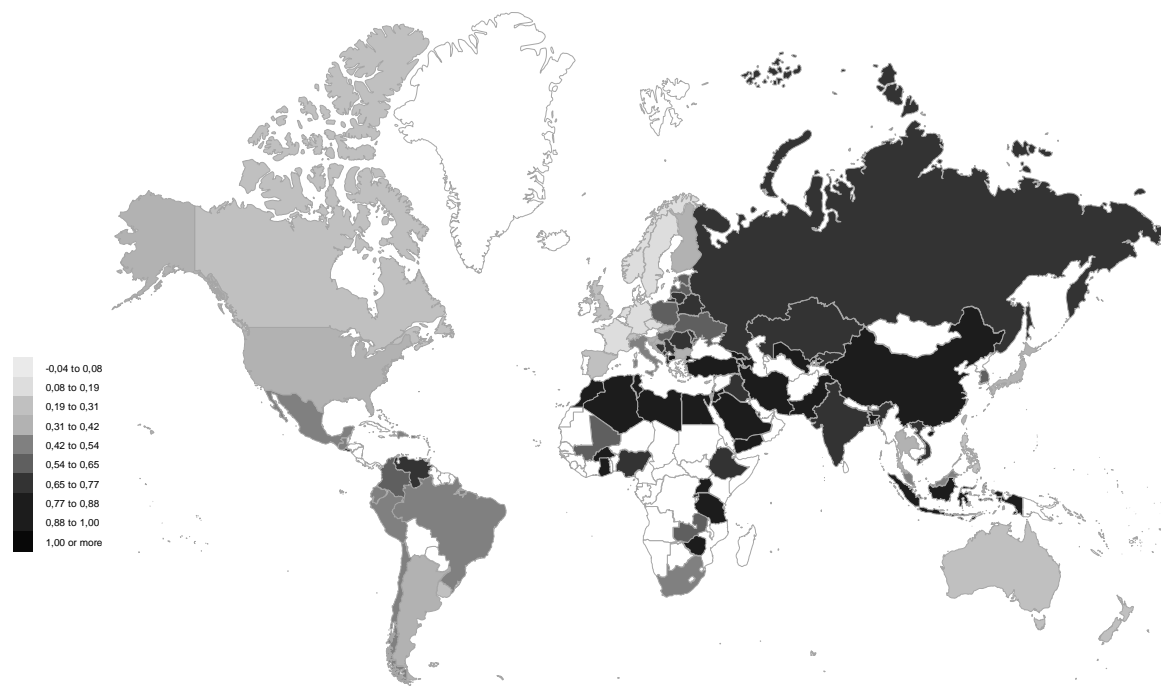 -0,04 to 0,08
0,08 to 0,19
0,19 to 0,31
0,31 to 0,42
0,42 to 0,54
0,54 to 0,65
0,65 to 0,77
0,77 to 0,88
0,88 to 1,00
1,00 or more